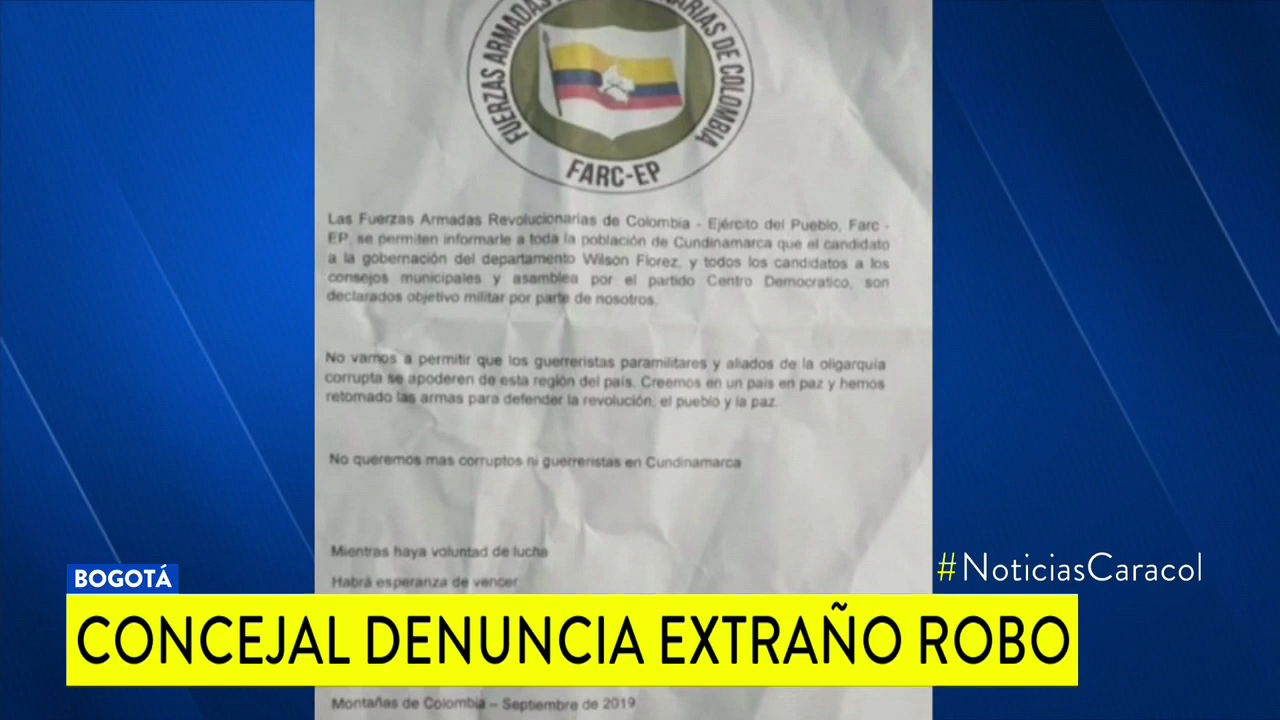 FUERZAS ARMADAS
ARIAS DE COLOMBIA
FARC-EP
Las Fuerzas Armadas Revolucionarias de Colombia - Ejército del Pueblo, Farc -
EP, se permiten informarle a toda la población de Cundinamarca que el candidato
a la gobernación del departamento Wilson Florez, y todos los candidatos a los
consejos municipales y asamblea por el partido Centro Democratico, son
declarados objetivo militar por parte de nosotros.
No vamos a permitir que los guerreristas paramilitares y aliados de la oligarquía
corrupta se apoderen de esta región del país. Creemos en un pais en paz y hemos
retomado las armas para defender la revolución, el pueblo y la paz.
No queremos mas corruptos ni guerreristas en Cundinamarca
Mientras haya voluntad de lucha
Habrá esperanza de vencer
#NoticiasCaracol
BOGOTÁ
CONCEJAL DENUNCIA EXTRAÑO ROBO
Montañas de Colombia – Septiembre de 2019